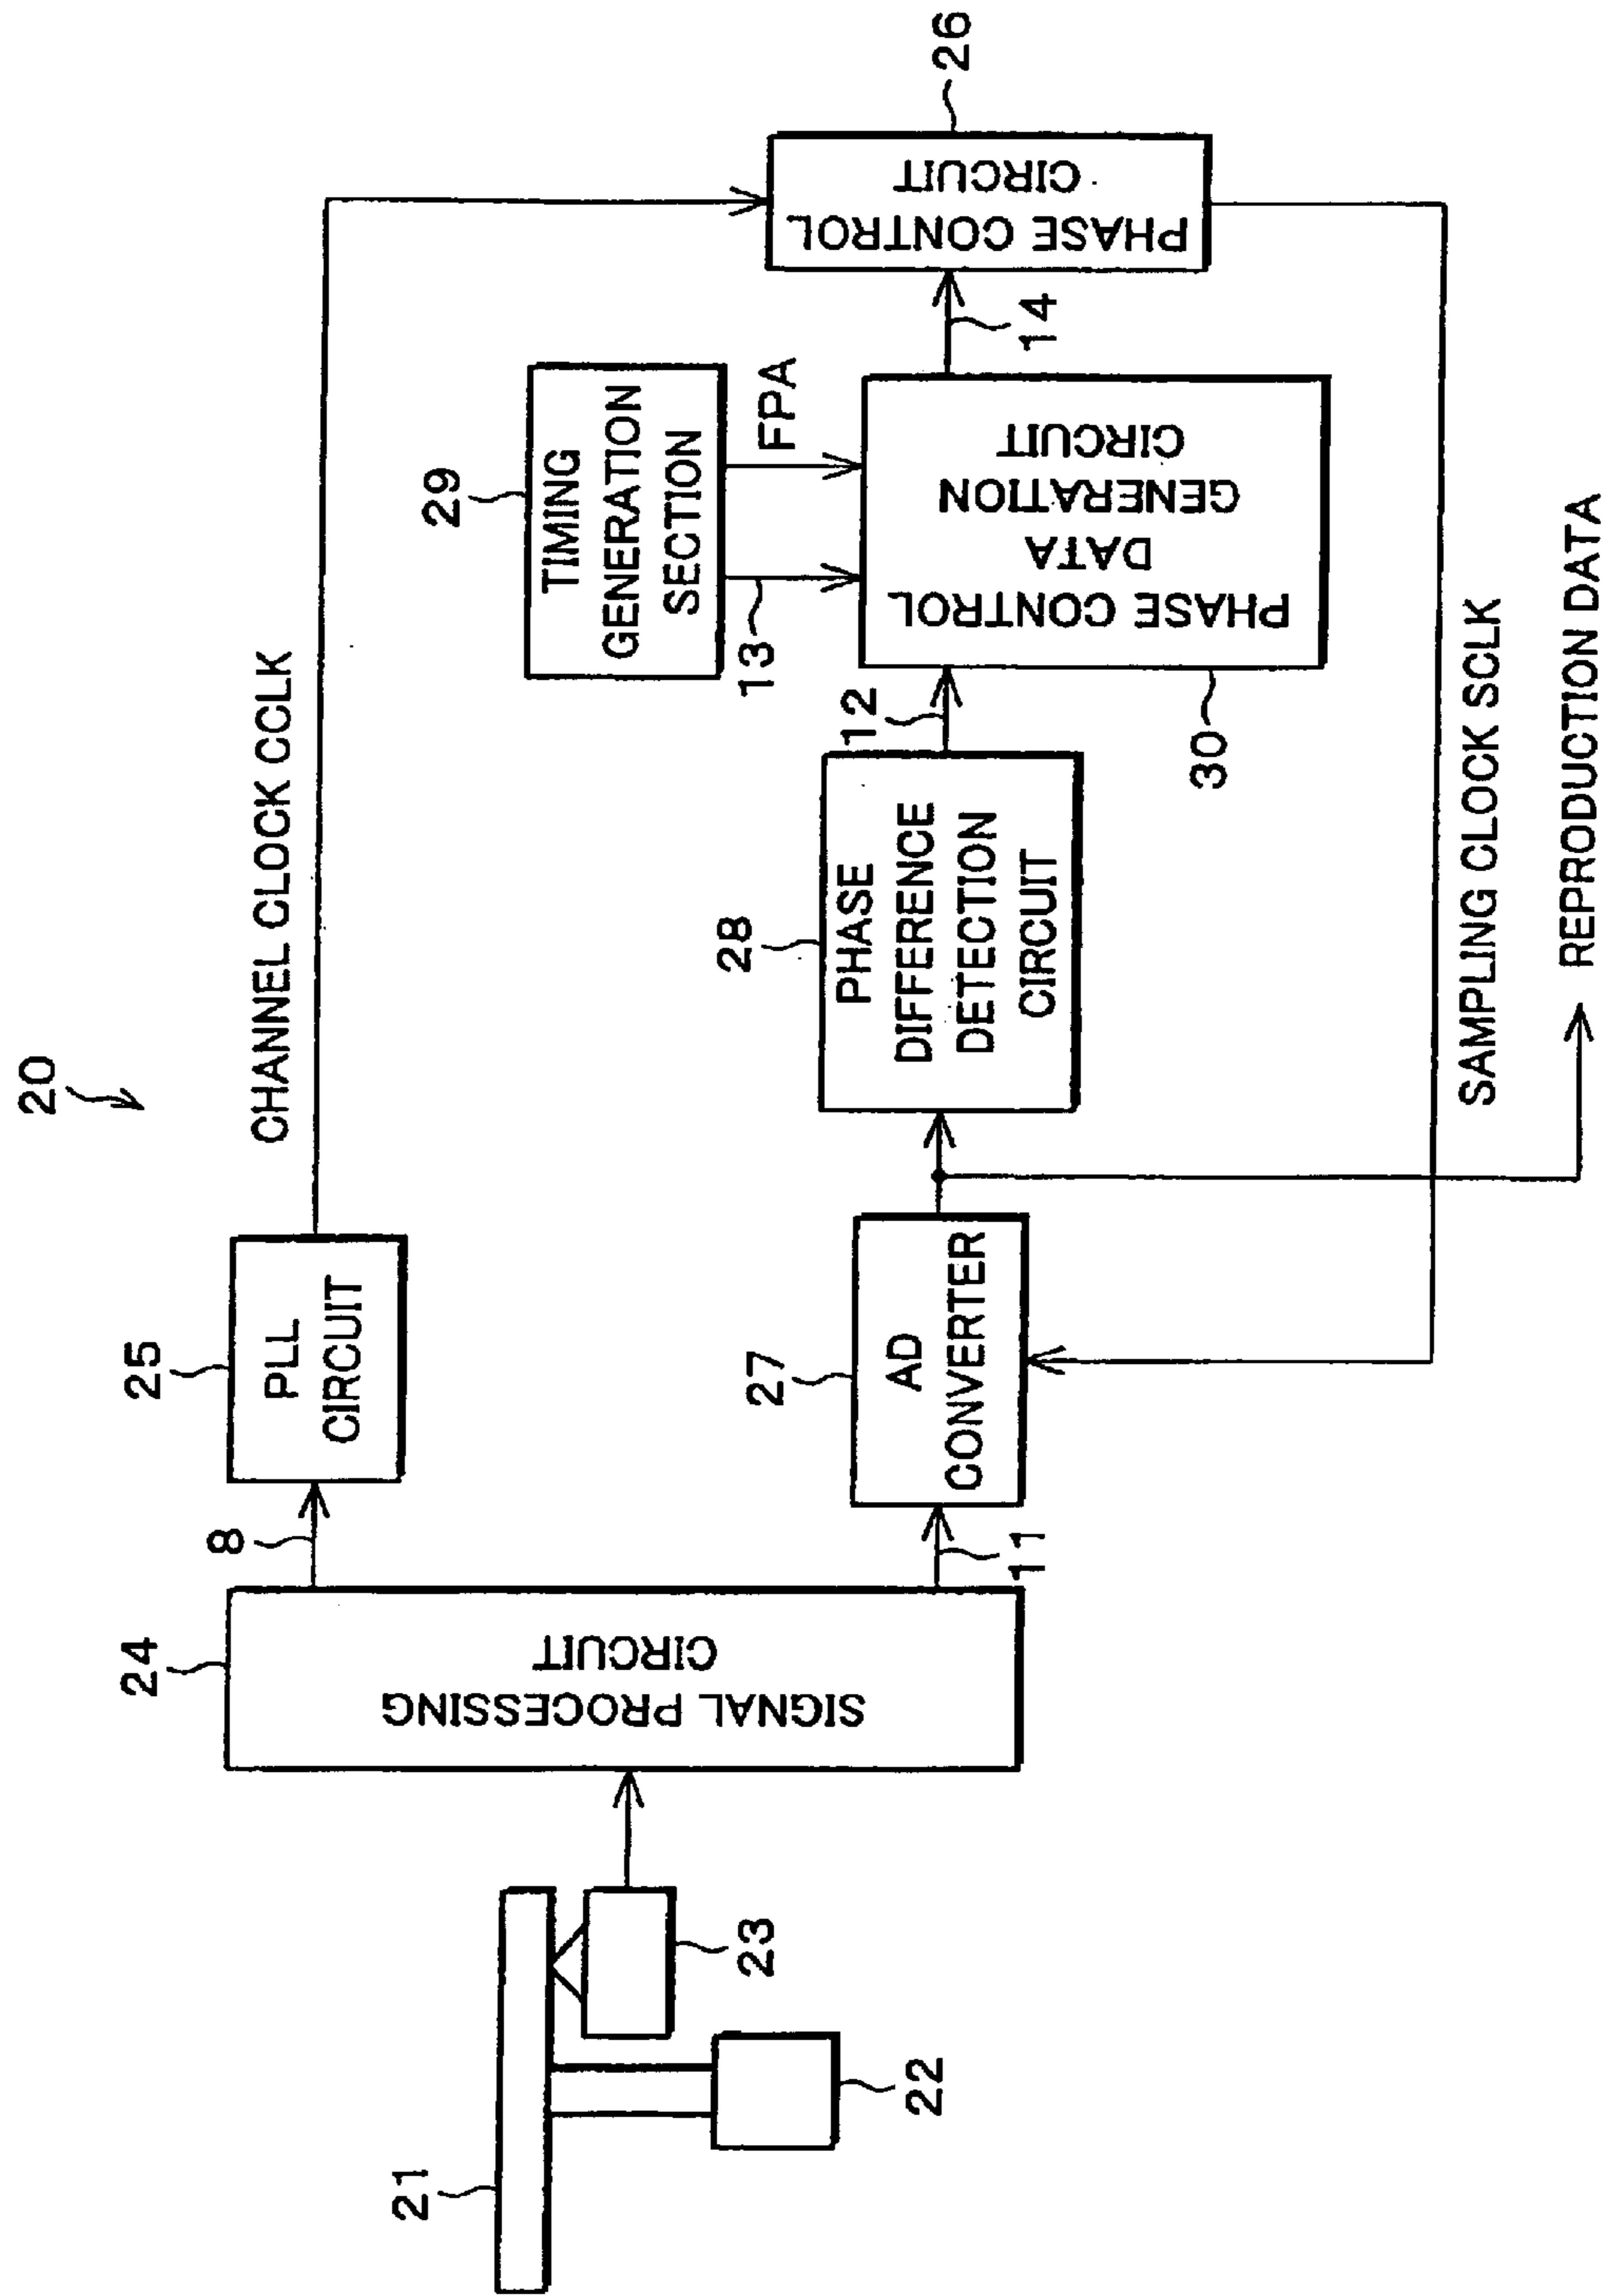 20
CHANNEL CLOCK CCLK
25
PLL
CIRCUIT
8
24
SIGNAL PROCESSING
CIRCUIT
21
22
23
11
27
AD
CONVERTER
28
PHASE
DIFFERENCE
DETECTION
CIRCUIT
12
29
TIMING
GENERATION
SECTION
13
FPA
PHASE CONTROL
DATA
GENERATION
CIRCUIT
30
14
PHASE CONTROL
CIRCUIT
26
SAMPLING CLOCK SCLK
REPRODUCTION DATA